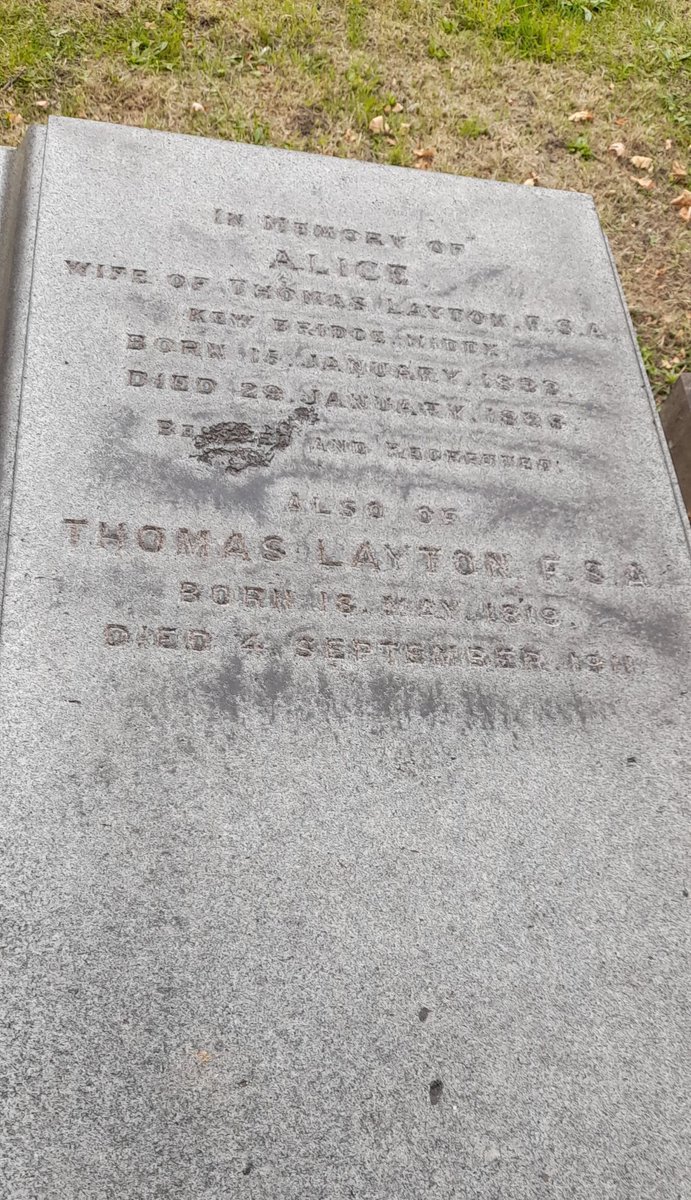 IN MEMORY OF
ALICE
WIFE OF THOMAS LAYTON, F.S.A.
KEW BRIDGE, MIDDX
BORN 15, JANUARY,
DIED 29, JANUARY,
AND REGRETTED.
ALSO OF
THOMAS LAYTON, F.S.A.
BORN 18, MAY, 1819.
DIED 4, SEPTEMBER, 1911.